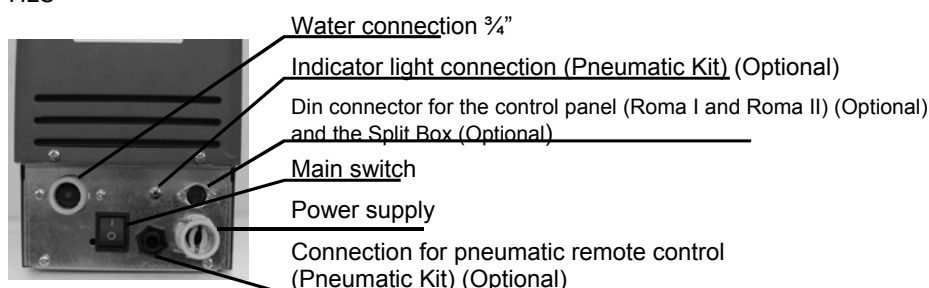 Water connection ¾”
Indicator light connection (Pneumatic Kit) (Optional)
Din connector for the control panel (Roma I and Roma II) (Optional)
and the Split Box (Optional)
Main switch
Power supply
Connection for pneumatic remote control
(Pneumatic Kit) (Optional)